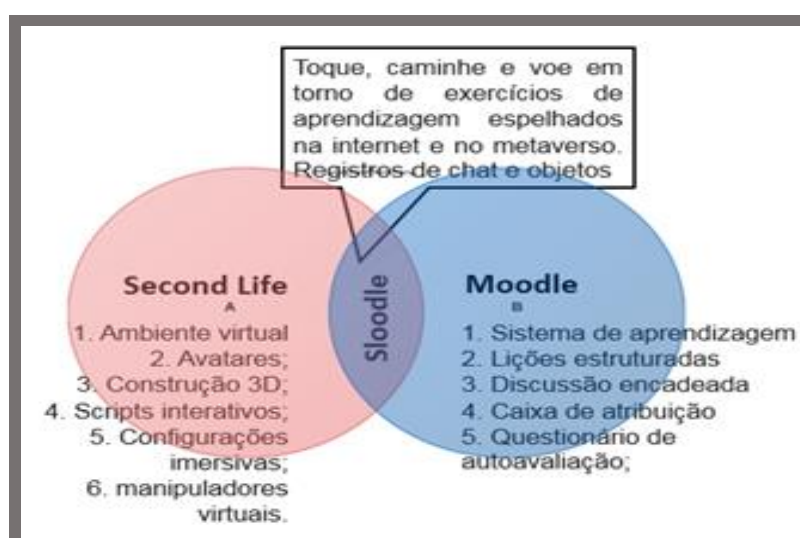 Toque, caminhe e voe em
torno de exercícios de
aprendizagem espelhados
na internet e no metaverso.
Registros de chat e objetos
Second Life
A
1. Ambiente virtual
2. Avatares;
3. Construção 3D;
4. Scripts interativos;
5. Configurações
imersivas;
6. manipuladores
virtuais.
Sloodle
Moodle
B
1. Sistema de aprendizagem
2. Lições estruturadas
3. Discussão encadeada
4. Caixa de atribuição
5. Questionário de
autoavaliação;